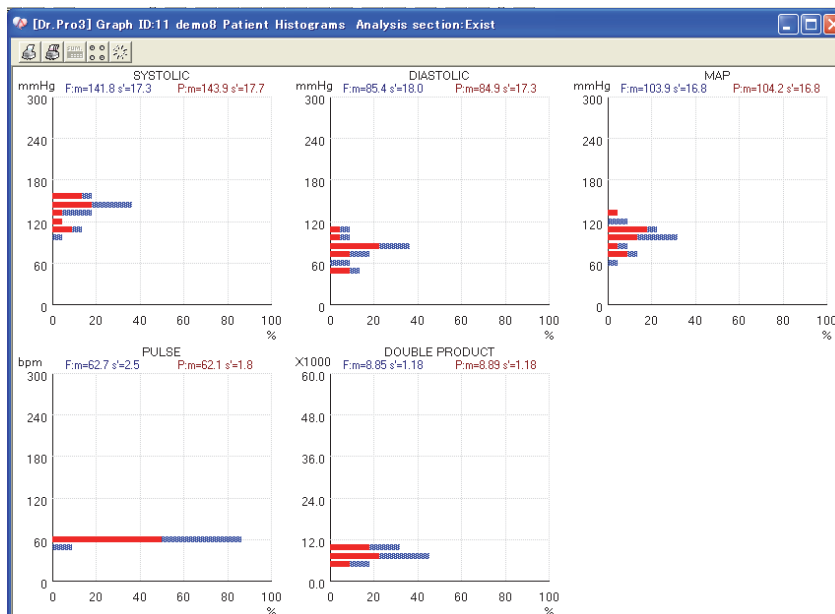 [Dr.Pro3] Graph ID:11 demo8 Patient Histograms Analysis section:Exist
SYSTOLIC
mmHg F:m=141.8 s'=17.3 P:m=143.9 s'=17.7
300
240
180
120
60
0
0 20 40 60 80 100
%
DIASTOLIC
mmHg F:m=85.4 s'=18.0 P:m=84.9 s'=17.3
300
240
180
120
60
0
0 20 40 60 80 100
%
MAP
mmHg F:m=103.9 s'=16.8 P:m=104.2 s'=16.8
300
240
180
120
60
0
0 20 40 60 80 100
%
PULSE
bpm F:m=62.7 s'=2.5 P:m=62.1 s'=1.8
300
240
180
120
60
0
0 20 40 60 80 100
%
DOUBLE PRODUCT
X1000 F:m=8.85 s'=1.18 P:m=8.89 s'=1.18
60.0
48.0
36.0
24.0
12.0
0.0
0 20 40 60 80 100
%